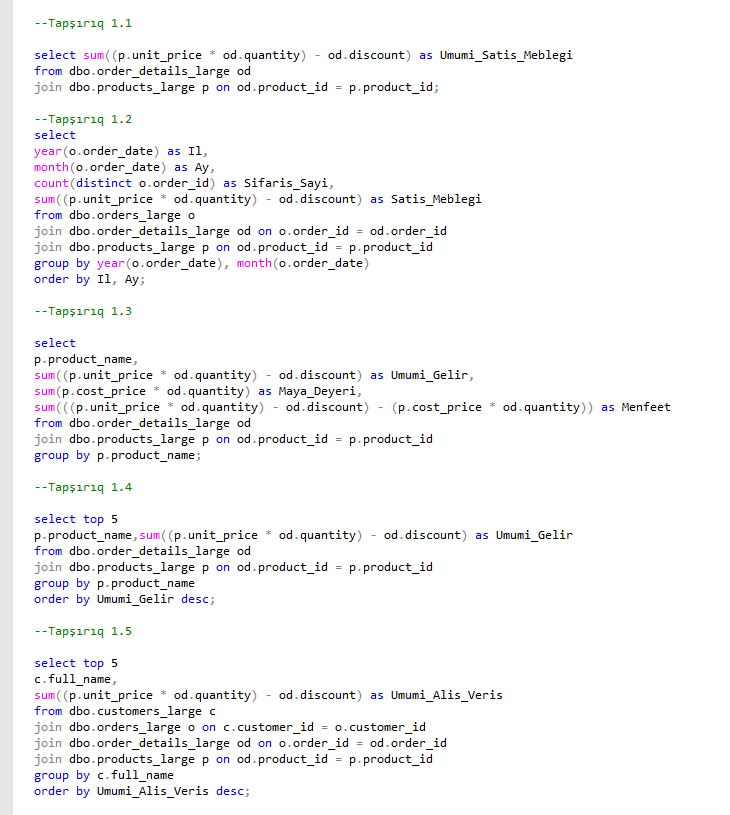 --Tapşırıq 1.1
select sum((p.unit_price * od.quantity) - od.discount) as Umumi_Satis_Meblegi
from dbo.order_details_large od
join dbo.products_large p on od.product_id = p.product_id;
--Tapşırıq 1.2
select
year(o.order_date) as Il,
month(o.order_date) as Ay,
count(distinct o.order_id) as Sifaris_Sayi,
sum((p.unit_price * od.quantity) - od.discount) as Satis_Meblegi
from dbo.orders_large o
join dbo.order_details_large od on o.order_id = od.order_id
join dbo.products_large p on od.product_id = p.product_id
group by year(o.order_date), month(o.order_date)
order by Il, Ay;
--Tapşırıq 1.3
select
p.product_name,
sum((p.unit_price * od.quantity) - od.discount) as Umumi_Gelir,
sum(p.cost_price * od.quantity) as Maya_Deyeri,
sum(((p.unit_price * od.quantity) - od.discount) - (p.cost_price * od.quantity)) as Menfeet
from dbo.order_details_large od
join dbo.products_large p on od.product_id = p.product_id
group by p.product_name;
--Tapşırıq 1.4
select top 5
p.product_name,sum((p.unit_price * od.quantity) - od.discount) as Umumi_Gelir
from dbo.order_details_large od
join dbo.products_large p on od.product_id = p.product_id
group by p.product_name
order by Umumi_Gelir desc;
--Tapşırıq 1.5
select top 5
c.full_name,
sum((p.unit_price * od.quantity) - od.discount) as Umumi_Alis_Veris
from dbo.customers_large c
join dbo.orders_large o on c.customer_id = o.customer_id
join dbo.order_details_large od on o.order_id = od.order_id
join dbo.products_large p on od.product_id = p.product_id
group by c.full_name
order by Umumi_Alis_Veris desc;